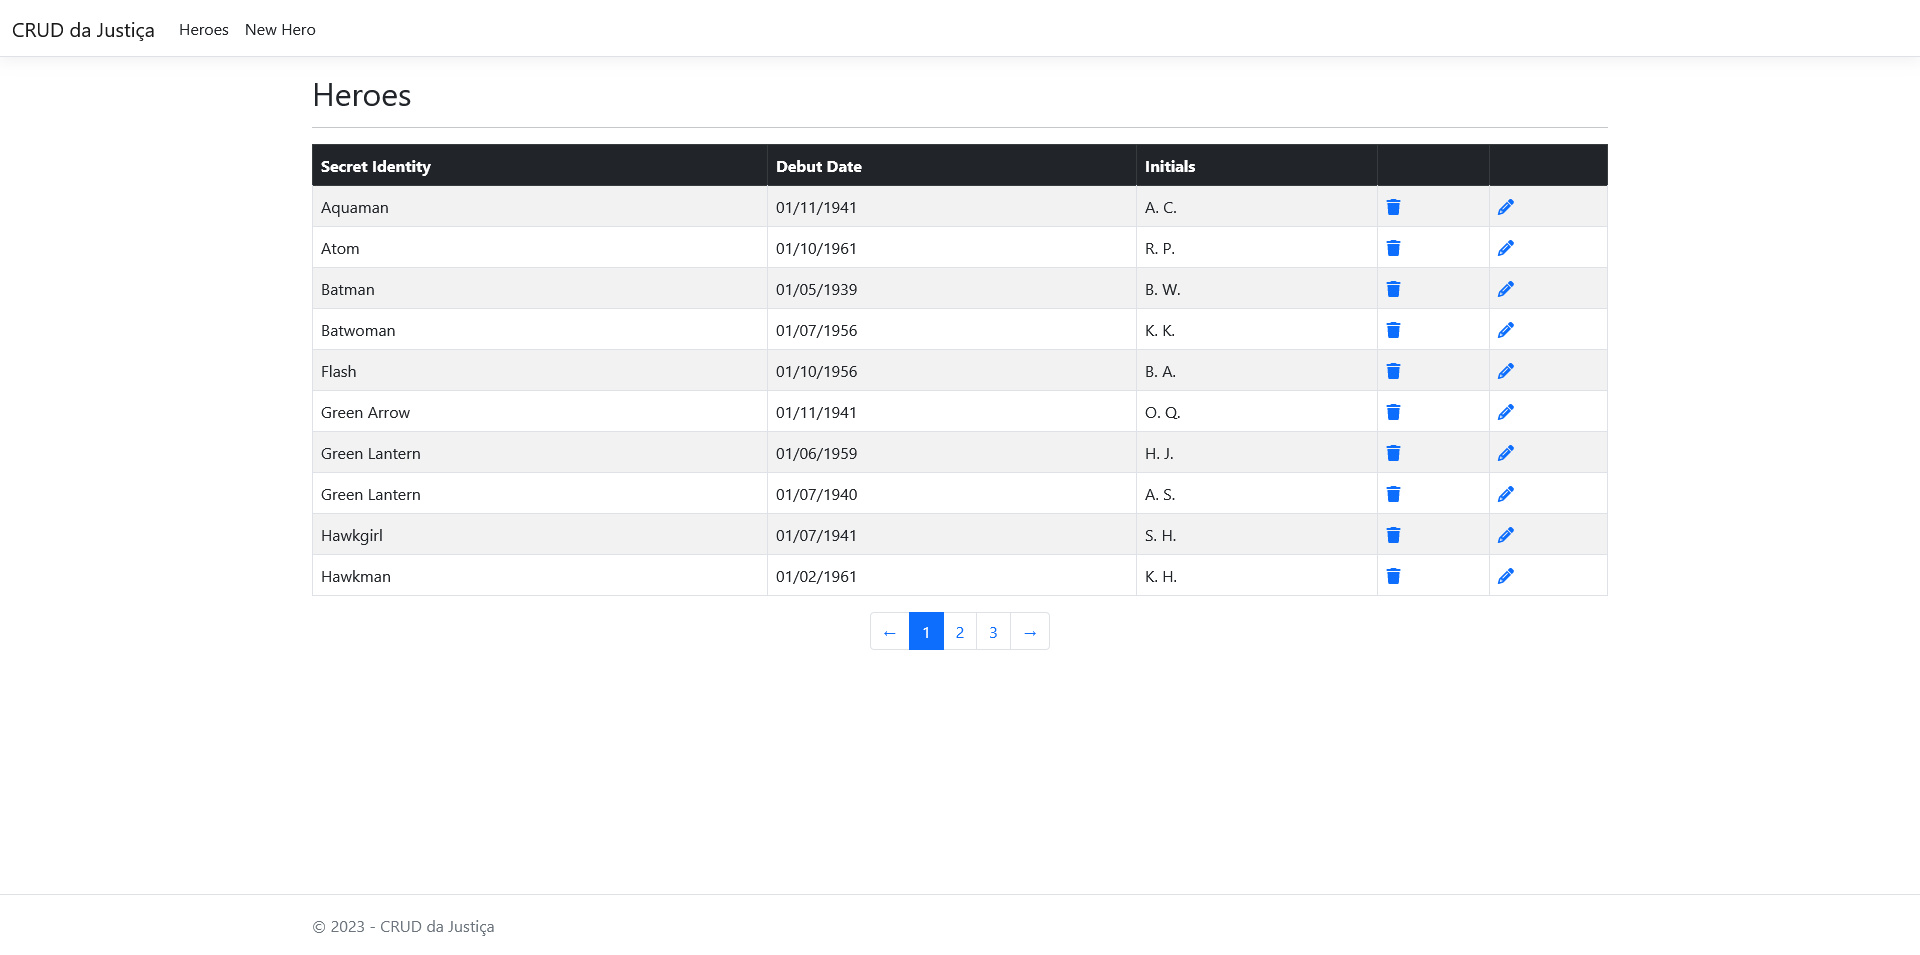 CRUD da Justiça Heroes New Hero
Heroes
Secret Identity Debut Date Initials
Aquaman 01/11/1941 A. C.
Atom 01/10/1961 R. P.
Batman 01/05/1939 B. W.
Batwoman 01/07/1956 K. K.
Flash 01/10/1956 B. A.
Green Arrow 01/11/1941 O. Q.
Green Lantern 01/06/1959 H. J.
Green Lantern 01/07/1940 A. S.
Hawkgirl 01/07/1941 S. H.
Hawkman 01/02/1961 K. H.
← 1 2 3 →
© 2023 - CRUD da Justiça